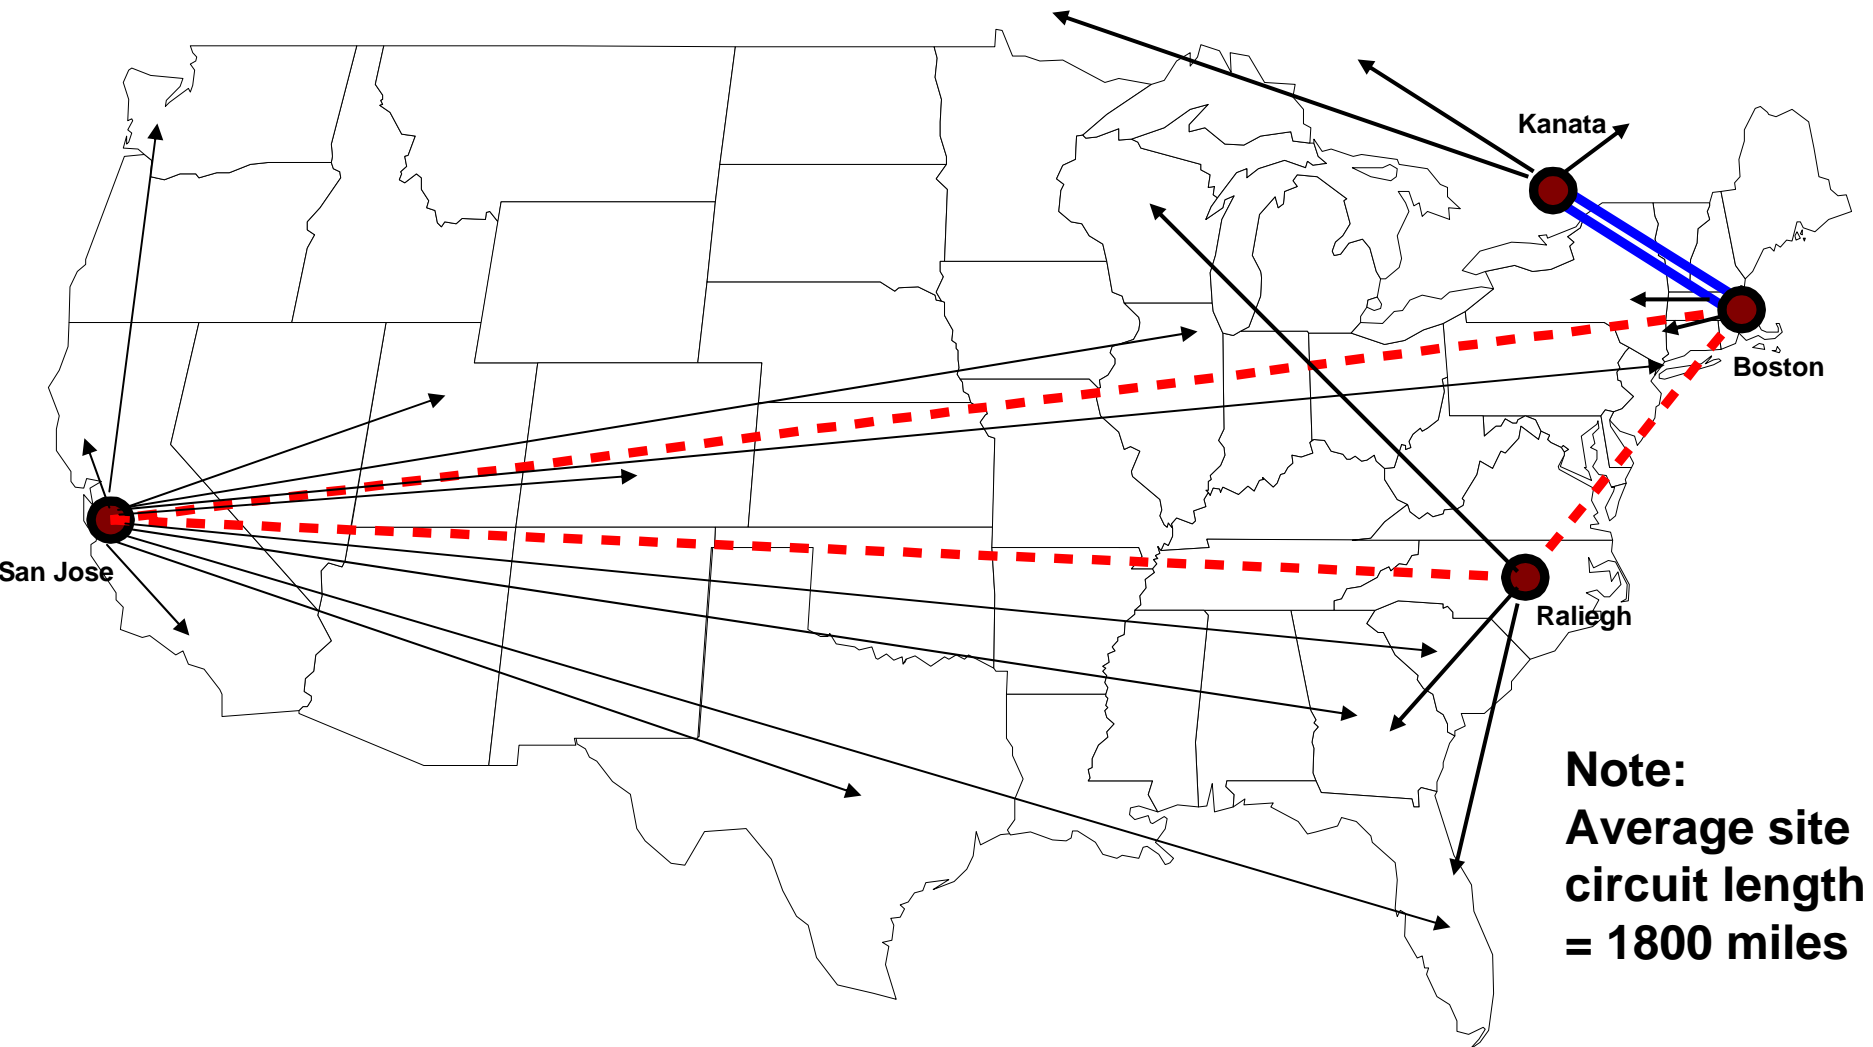 Kanata
Boston
San Jose
Raliegh
Note:
Average site
circuit length
= 1800 miles